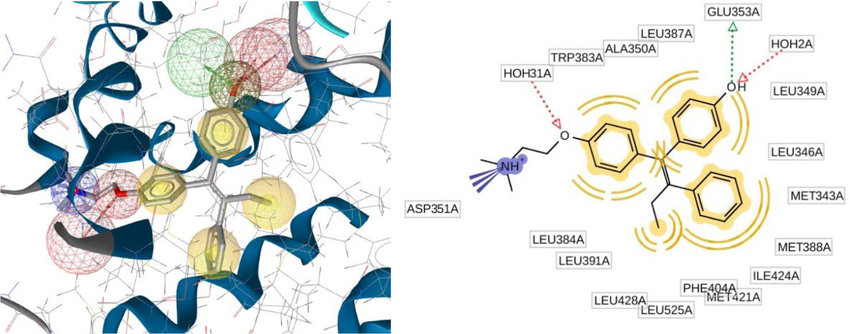 GLU353A
LEU387A
ALA350A
TRP383A
HOH2A
HOH31A
OH
LEU349A
O
LEU346A
NH+
MET343A
ASP351A
LEU384A
MET388A
LEU391A
ILE424A
PHE404A
MET421A
LEU428A
LEU525A